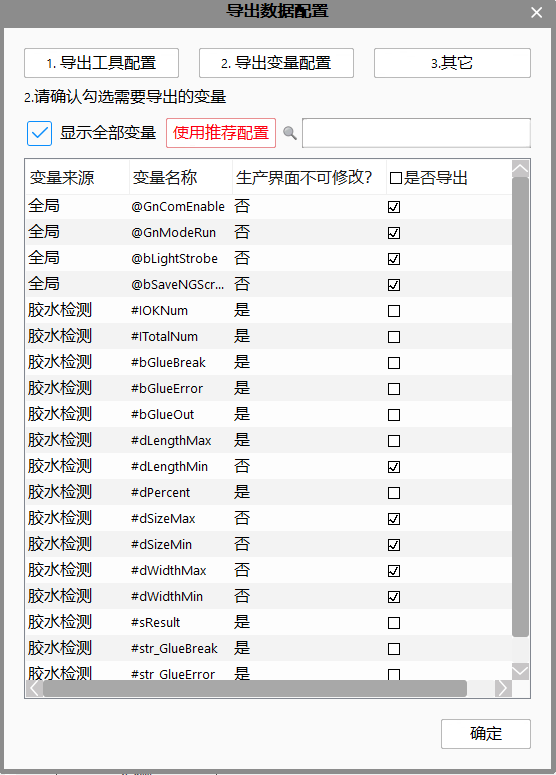 导出数据配置
1. 导出工具配置 2. 导出变量配置 3.其它
2.请确认勾选需要导出的变量
显示全部变量 使用推荐配置
变量来源 变量名称 生产界面不可修改? 是否导出
全局 @GnComEnable 否
全局 @GnModeRun 否
全局 @bLightStrobe 否
全局 @bSaveNGScr... 否
胶水检测 #IOKNum 是
胶水检测 #ITotalNum 是
胶水检测 #bGlueBreak 是
胶水检测 #bGlueError 是
胶水检测 #bGlueOut 是
胶水检测 #dLengthMax 是
胶水检测 #dLengthMin 否
胶水检测 #dPercent 是
胶水检测 #dSizeMax 否
胶水检测 #dSizeMin 否
胶水检测 #dWidthMax 否
胶水检测 #dWidthMin 否
胶水检测 #sResult 是
胶水检测 #str_GlueBreak 是
胶水检测 #str_GlueError 是
确定